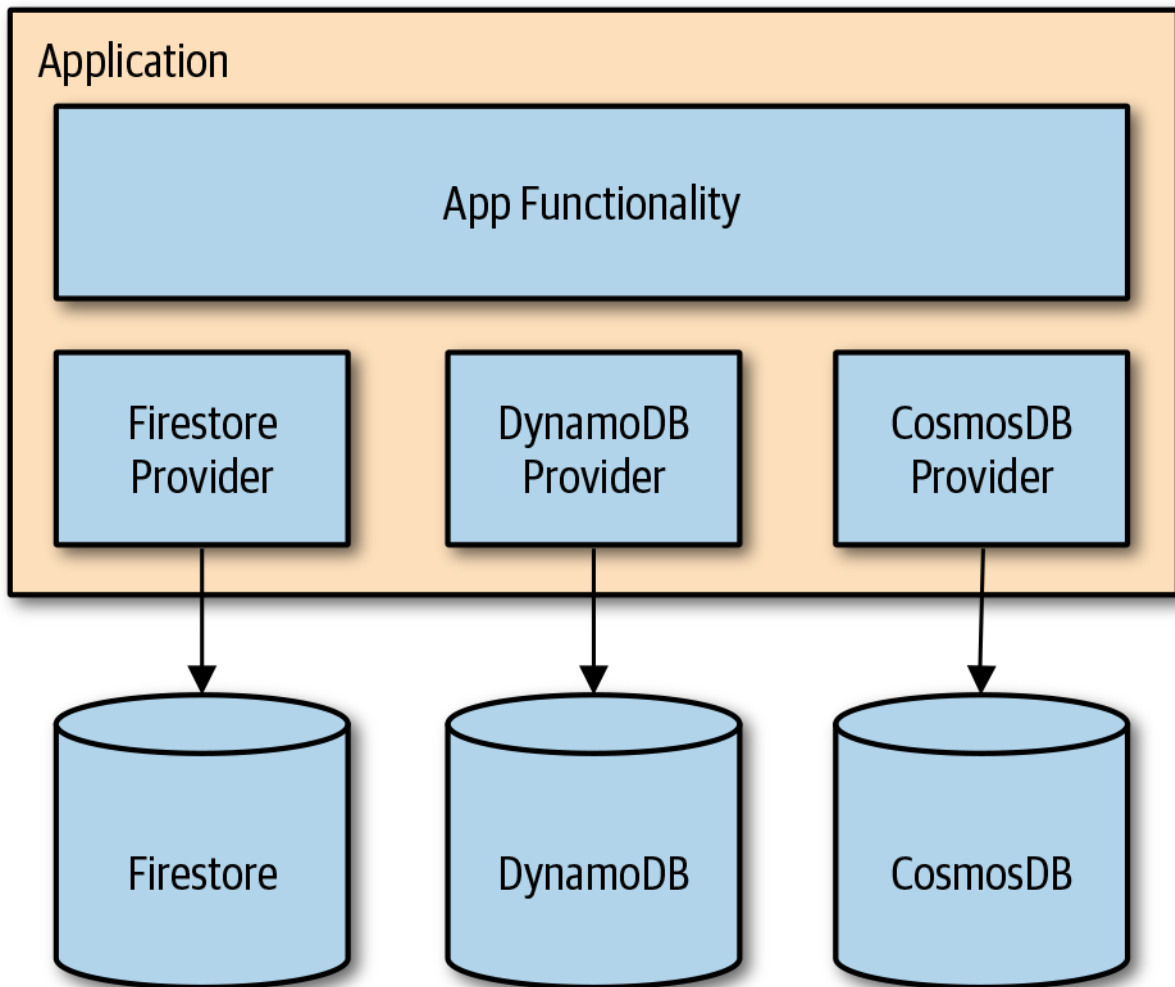 Application
App Functionality
Firestore
Provider
DynamoDB
Provider
CosmosDB
Provider
Firestore
DynamoDB
CosmosDB